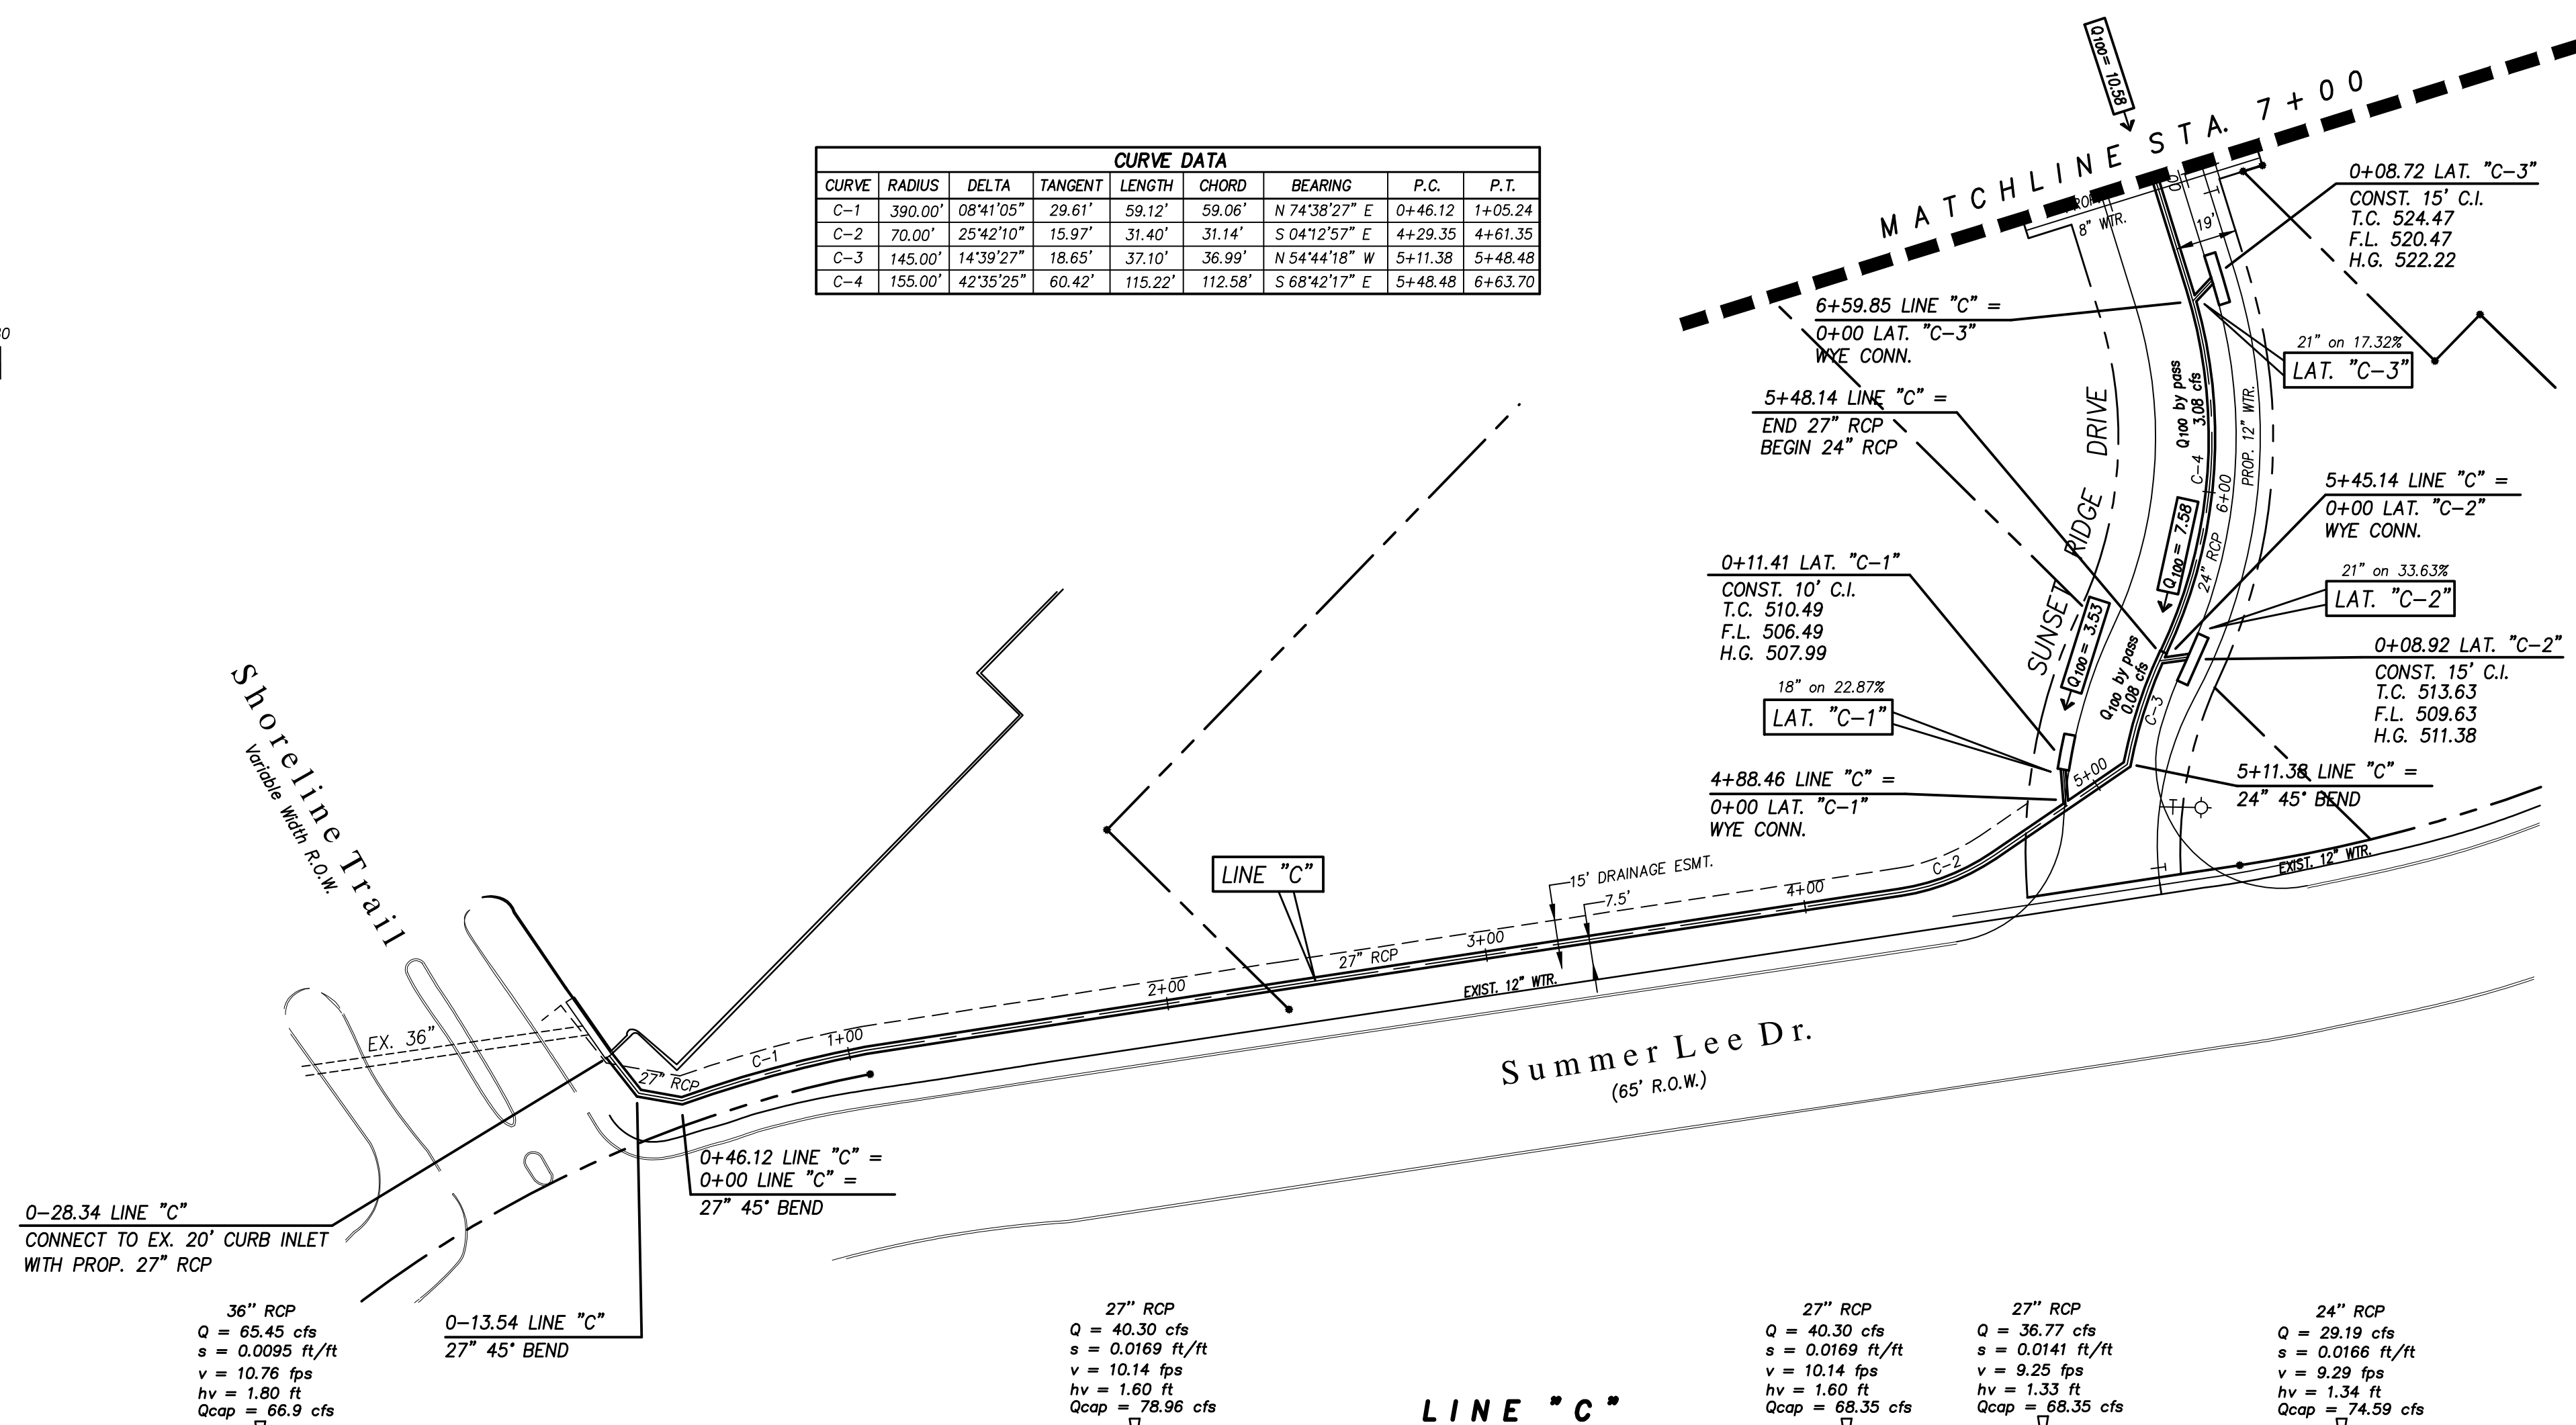 CURVE DATA
CURVE RADIUS DELTA TANGENT LENGTH CHORD BEARING P.C. P.T.
C-1 390.00' 08°41'05" 29.61' 59.12' 59.06' N 74°38'27" E 0+46.12 1+05.24
C-2 70.00' 25°42'10" 15.97' 31.40' 31.14' S 04°12'57" E 4+29.35 4+61.35
C-3 145.00' 14°39'27" 18.65' 37.10' 36.99' N 54°44'18" W 5+11.38 5+48.48
C-4 155.00' 42°35'25" 60.42' 115.22' 112.58' S 68°42'17" E 5+48.48 6+63.70
Q100= 10.58
MATCHLINE STA. 7+00
8" WTR.
19'
0+08.72 LAT. "C-3"
CONST. 15' C.I.
T.C. 524.47
F.L. 520.47
H.G. 522.22
6+59.85 LINE "C" =
0+00 LAT. "C-3"
WYE CONN.
21" on 17.32%
LAT. "C-3"
5+48.14 LINE "C" =
END 27" RCP
BEGIN 24" RCP
Q100 by pass
3.08 cfs
C-4
6+00
PROP. 12" WTR.
24" RCP
Q100= 7.58
5+45.14 LINE "C" =
0+00 LAT. "C-2"
WYE CONN.
21" on 33.63%
LAT. "C-2"
0+08.92 LAT. "C-2"
CONST. 15' C.I.
T.C. 513.63
F.L. 509.63
H.G. 511.38
SUNSET RIDGE DRIVE
0+11.41 LAT. "C-1"
CONST. 10' C.I.
T.C. 510.49
F.L. 506.49
H.G. 507.99
Q100= 3.53
Q100 by pass
0.08 cfs
C-3
18" on 22.87%
LAT. "C-1"
4+88.46 LINE "C" =
0+00 LAT. "C-1"
WYE CONN.
5+00
5+11.38 LINE "C" =
24" 45° BEND
EXIST. 12" WTR.
Shoreline Trail
Variable Width R.O.W.
LINE "C"
15' DRAINAGE ESMT.
7.5'
C-2
4+00
3+00
27" RCP
2+00
EXIST. 12" WTR.
1+00
C-1
27" RCP
EX. 36"
Summer Lee Dr.
(65' R.O.W.)
0+46.12 LINE "C" =
0+00 LINE "C" =
27" 45° BEND
0-28.34 LINE "C"
CONNECT TO EX. 20' CURB INLET
WITH PROP. 27" RCP
0-13.54 LINE "C"
27" 45° BEND
36" RCP
Q = 65.45 cfs
s = 0.0095 ft/ft
v = 10.76 fps
hv = 1.80 ft
Qcap = 66.9 cfs
27" RCP
Q = 40.30 cfs
s = 0.0169 ft/ft
v = 10.14 fps
hv = 1.60 ft
Qcap = 78.96 cfs
LINE "C"
27" RCP
Q = 40.30 cfs
s = 0.0169 ft/ft
v = 10.14 fps
hv = 1.60 ft
Qcap = 68.35 cfs
27" RCP
Q = 36.77 cfs
s = 0.0141 ft/ft
v = 9.25 fps
hv = 1.33 ft
Qcap = 68.35 cfs
24" RCP
Q = 29.19 cfs
s = 0.0166 ft/ft
v = 9.29 fps
hv = 1.34 ft
Qcap = 74.59 cfs